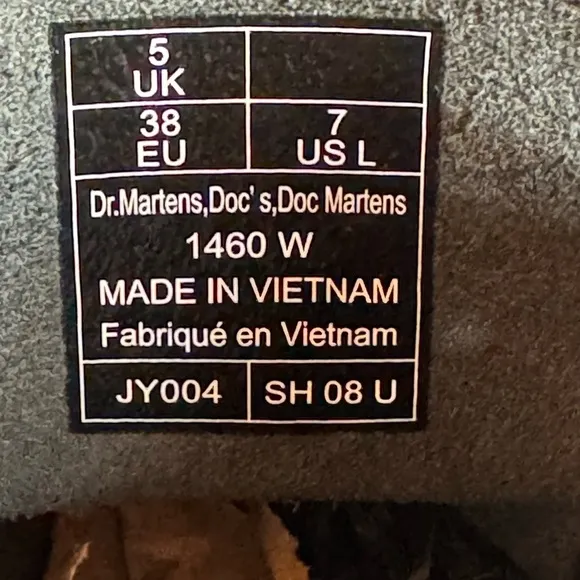 5
UK
38
EU
7
US L
Dr.Martens,Doc' s,Doc Martens
1460 W
MADE IN VIETNAM
Fabriqué en Vietnam
JY004
SH 08 U